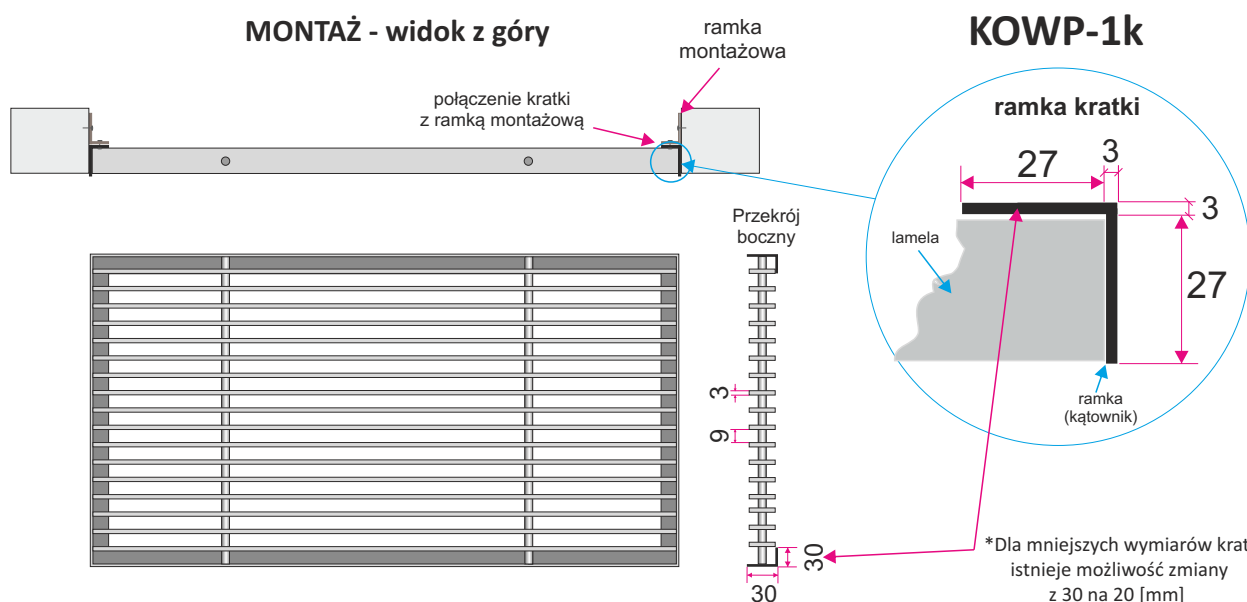 MONTAŻ - widok z góry
ramka
montażowa
KOWP-1k
połączenie kratki
z ramką montażową
ramka kratki
27
3
3
lamela
27
ramka
(kątownik)
Przekrój
boczny
3
9
30
30
*Dla mniejszych wymiarów krat
istnieje możliwość zmiany
z 30 na 20 [mm]